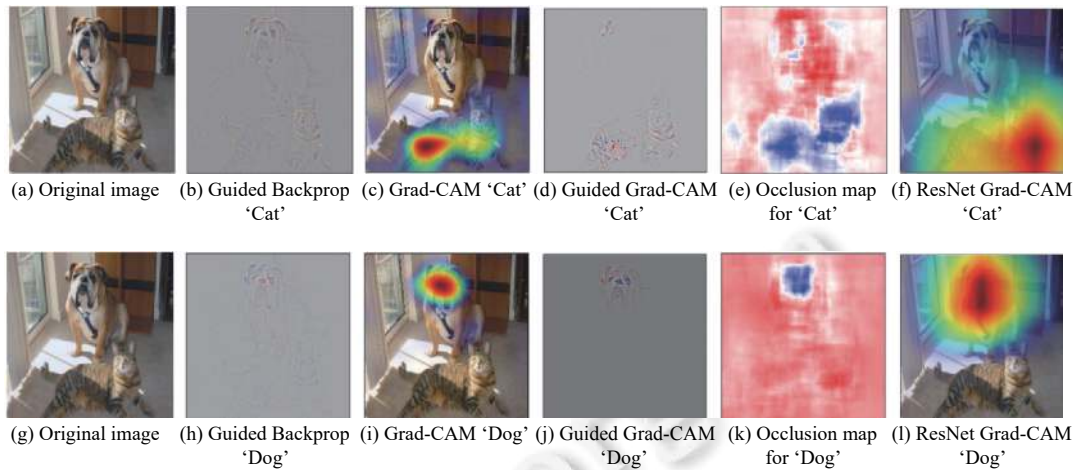 (a) Original image
(b) Guided Backprop
‘Cat’
(c) Grad-CAM ‘Cat’
(d) Guided Grad-CAM
‘Cat’
(e) Occlusion map
for ‘Cat’
(f) ResNet Grad-CAM
‘Cat’
(g) Original image
(h) Guided Backprop
‘Dog’
(i) Grad-CAM ‘Dog’
(j) Guided Grad-CAM
‘Dog’
(k) Occlusion map
for ‘Dog’
(l) ResNet Grad-CAM
‘Dog’